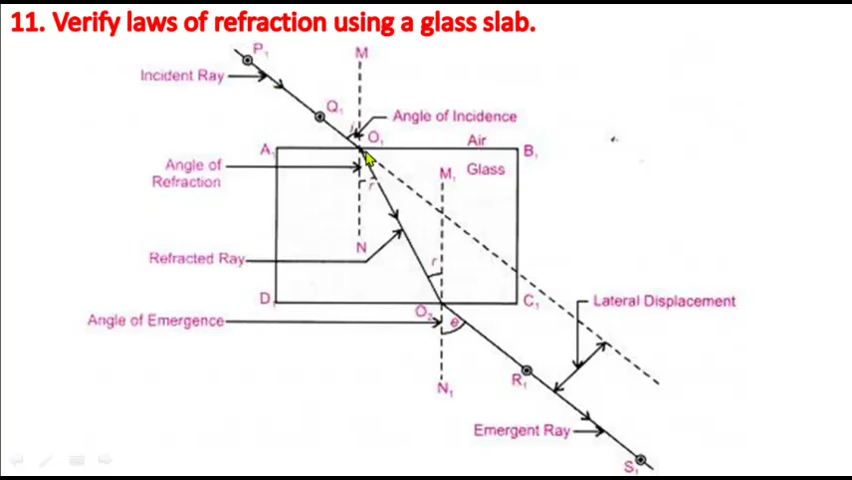 11. Verify laws of refraction using a glass slab.
P1
M
Incident Ray
Q1
Angle of Incidence
i
O1
Air
A1
B1
Angle of
Refraction
M1
Glass
r
N
Refracted Ray
r
D1
C1
Lateral Displacement
O2
Angle of Emergence
e
R1
N1
Emergent Ray
S1